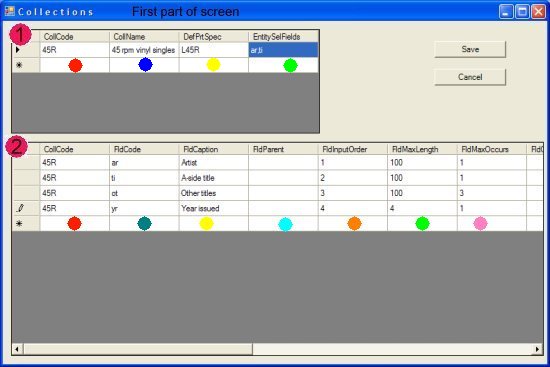 Collections First part of screen
1
CollCode CollName DefPrtSpec EntitySelFields
45R 45 rpm vinyl singles L45R ar.ti
Save
Cancel
2
CollCode FldCode FldCaption FldParent FldInputOrder FldMaxLength FldMaxOccurs FldC
45R ar Artist 1 100 1
45R ti A-side title 2 100 1
45R ot Other titles 3 100 3
45R yr Year issued 4 4 1